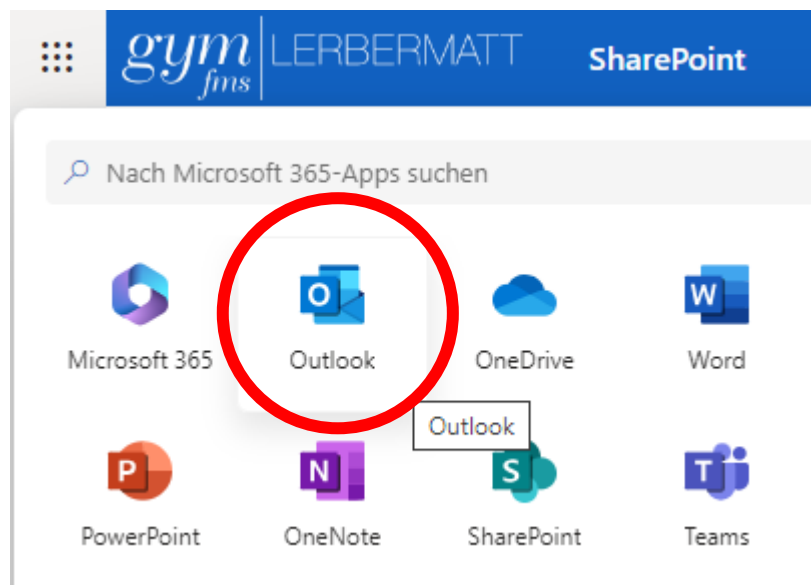 gym
fms
LERBERMATT
SharePoint
Nach Microsoft 365-Apps suchen
O
W
Microsoft 365
Outlook
OneDrive
Word
Outlook
P
N
S
T
PowerPoint
OneNote
SharePoint
Teams